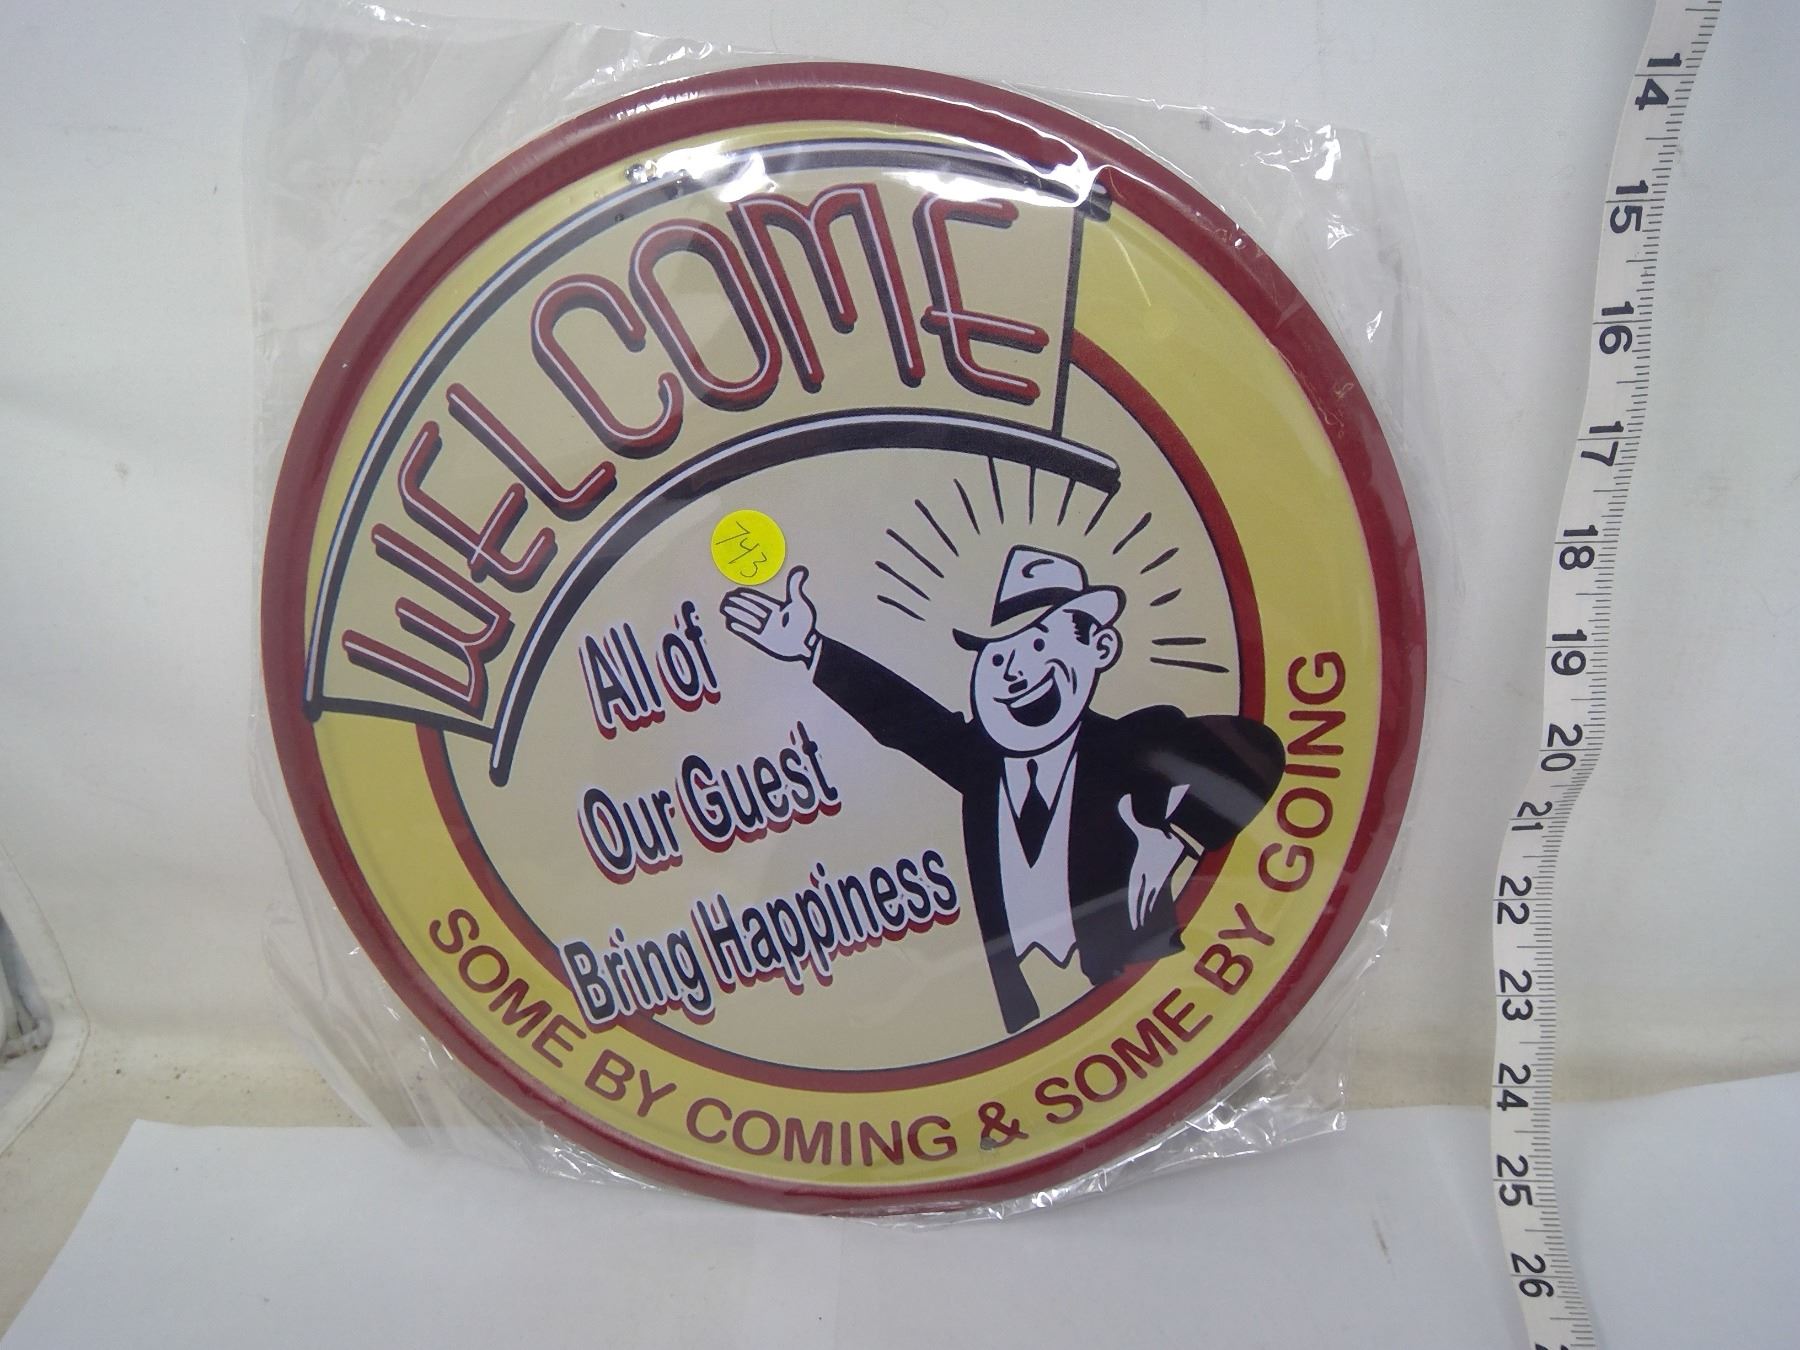 WELCOME
743
All of
Our Guest
Bring Happiness
SOME BY COMING & SOME BY GOING
14
15
16
17
18
19
20
21
22
23
24
25
26